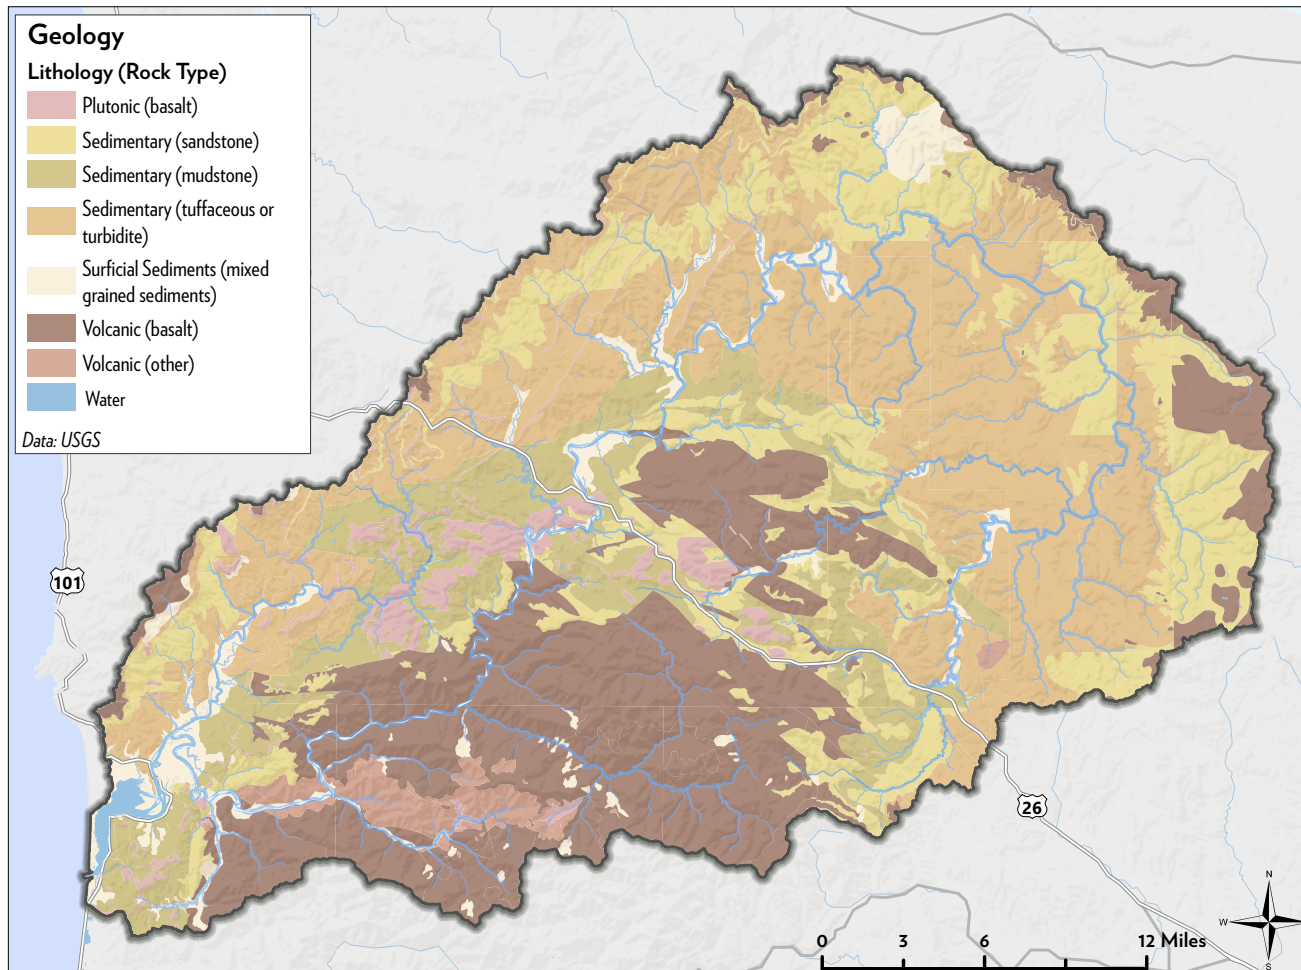 Geology
Lithology (Rock Type)
Plutonic (basalt)
Sedimentary (sandstone)
Sedimentary (mudstone)
Sedimentary (tuffaceous or
turbidite)
Surficial Sediments (mixed
grained sediments)
Volcanic (basalt)
Volcanic (other)
Water
Data: USGS
101
26
N
W
S
0 3 6 12 Miles